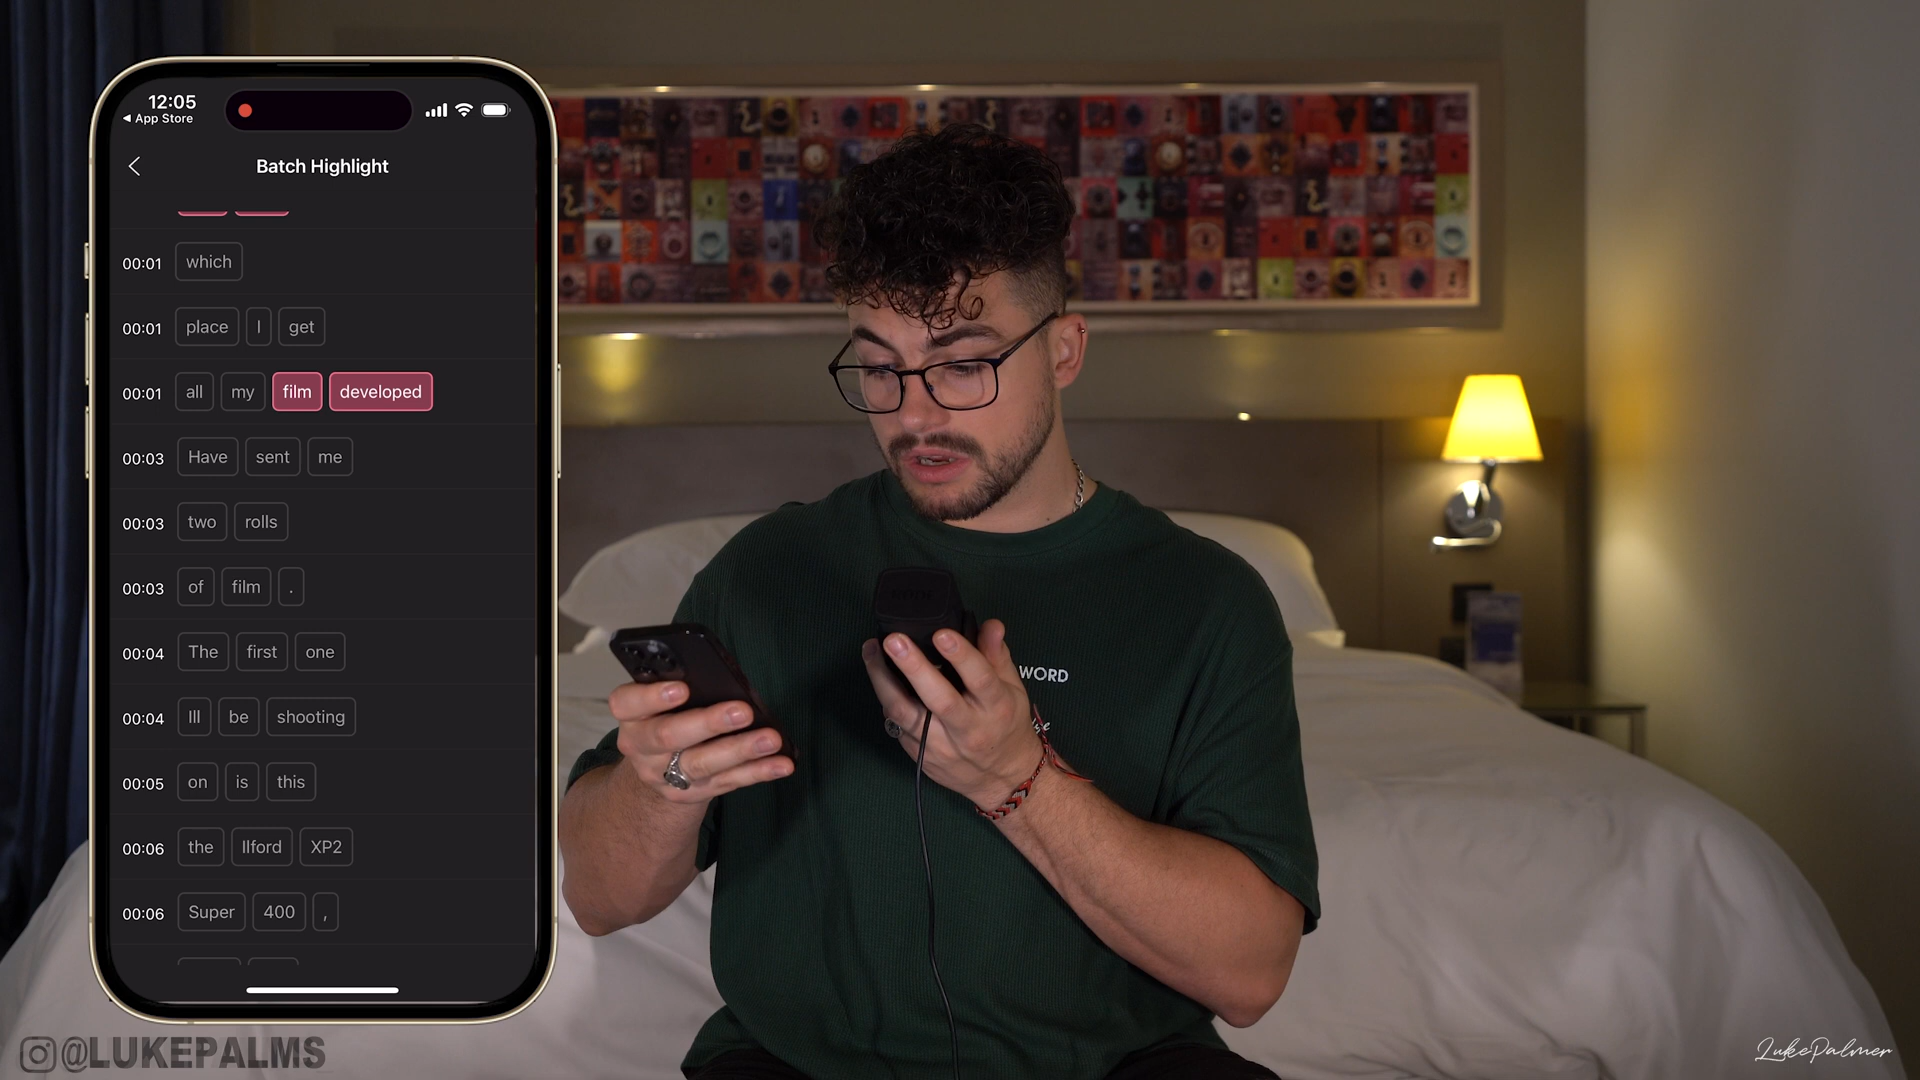 12:05
App Store
Batch Highlight
00:01 which
00:01 place I get
00:01 all my film developed
00:03 Have sent me
00:03 two rolls
00:03 of film .
00:04 The first one
00:04 Ill be shooting
00:05 on is this
00:06 the Ilford XP2
00:06 Super 400 ,
WORD
@LUKEPALMS
LukePalmer